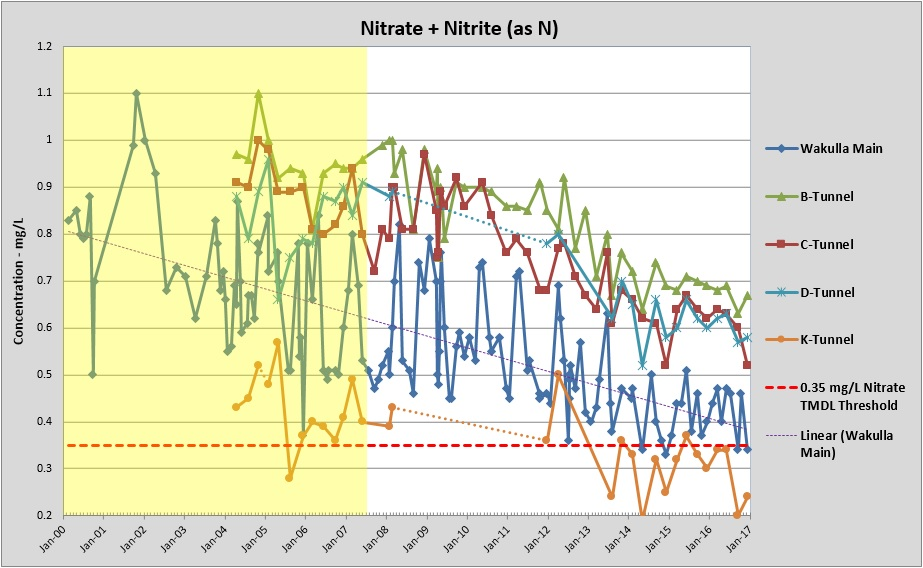 Nitrate + Nitrite (as N)
Concentration - mg/L
1.2
1.1
1
0.9
0.8
0.7
0.6
0.5
0.4
0.3
0.2
Jan-00
Jan-01
Jan-02
Jan-03
Jan-04
Jan-05
Jan-06
Jan-07
Jan-08
Jan-09
Jan-10
Jan-11
Jan-12
Jan-13
Jan-14
Jan-15
Jan-16
Jan-17
Wakulla Main
B-Tunnel
C-Tunnel
D-Tunnel
K-Tunnel
0.35 mg/L Nitrate
TMDL Threshold
Linear (Wakulla
Main)